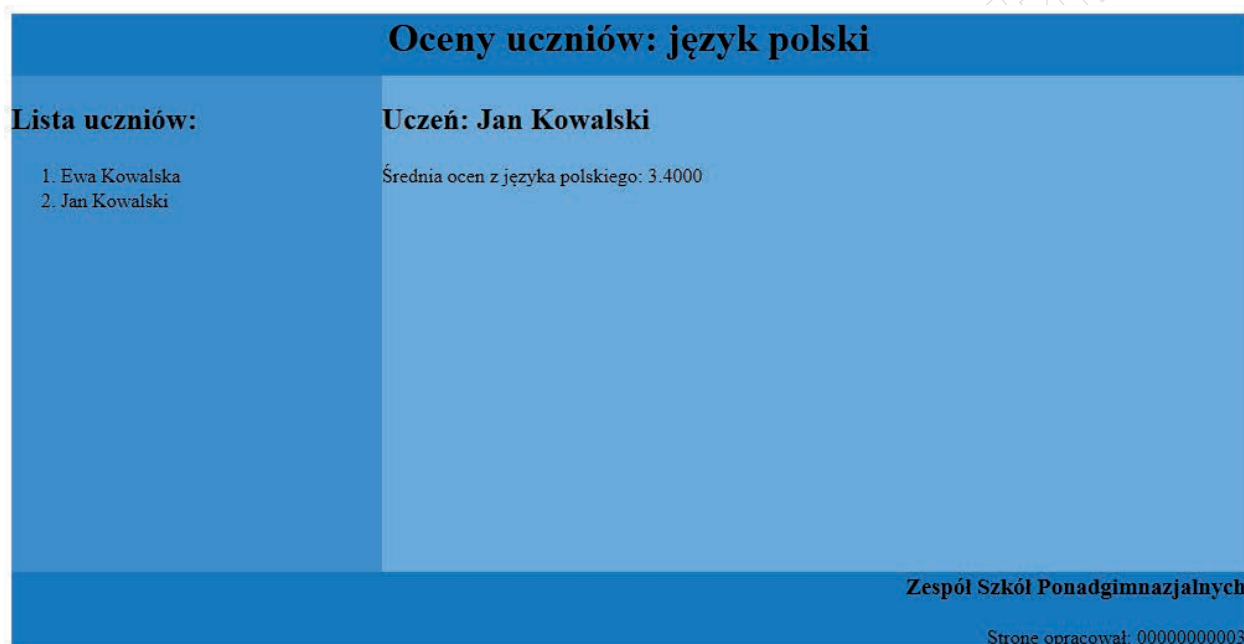 Oceny uczniów: język polski
Lista uczniów:
1. Ewa Kowalska
2. Jan Kowalski
Uczeń: Jan Kowalski
Średnia ocen z języka polskiego: 3.4000
Zespół Szkół Ponadgimnazjalnych
Stronę opracował: 00000000003